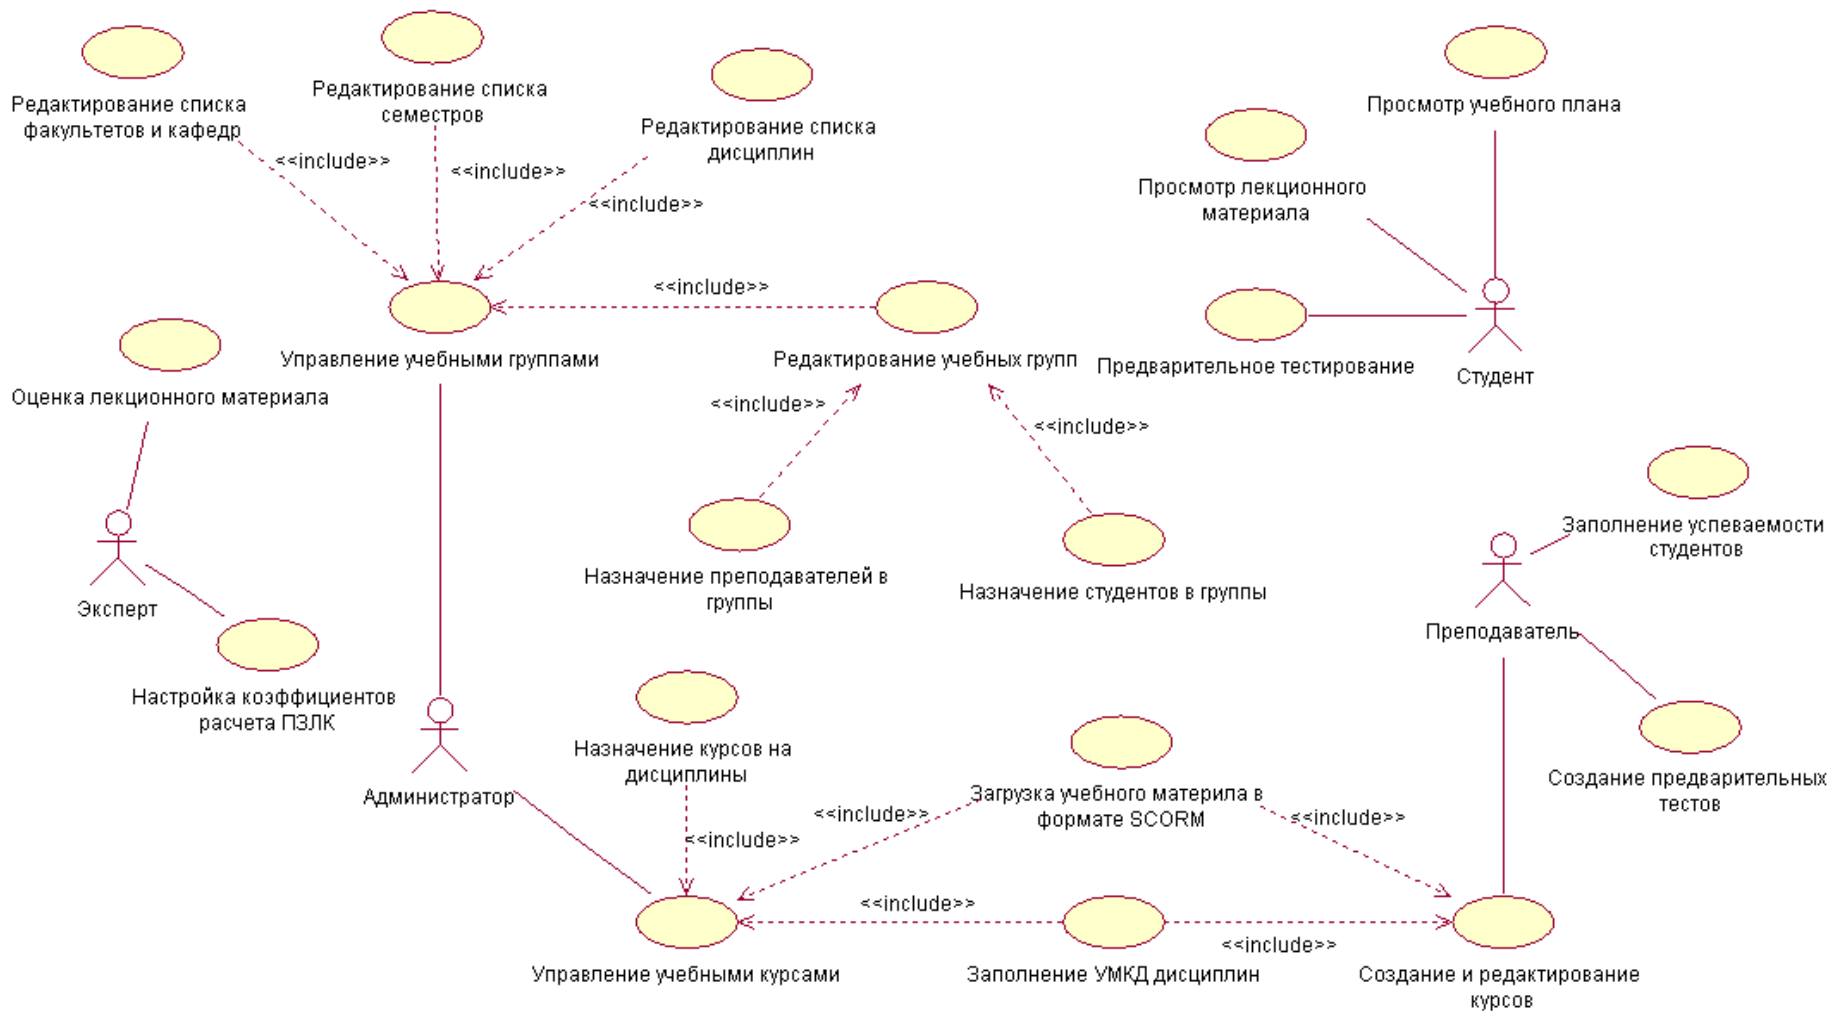 Редактирование списка
факультетов и кафедр
Редактирование списка
семестров
Редактирование списка
дисциплин
Просмотр учебного плана
Просмотр лекционного
материала
<<include>>
<<include>>
<<include>>
<<include>>
Управление учебными группами
Редактирование учебных групп
Предварительное тестирование
Студент
Оценка лекционного материала
<<include>>
<<include>>
Эксперт
Назначение преподавателей в
группы
Назначение студентов в группы
Заполнение успеваемости
студентов
Преподаватель
Настройка коэффициентов
расчета ПЗЛК
Администратор
Назначение курсов на
дисциплины
Загрузка учебного материла в
формате SCORM
Создание предварительных
тестов
<<include>>
<<include>>
<<include>>
<<include>>
<<include>>
Управление учебными курсами
Заполнение УМКД дисциплин
Создание и редактирование
курсов